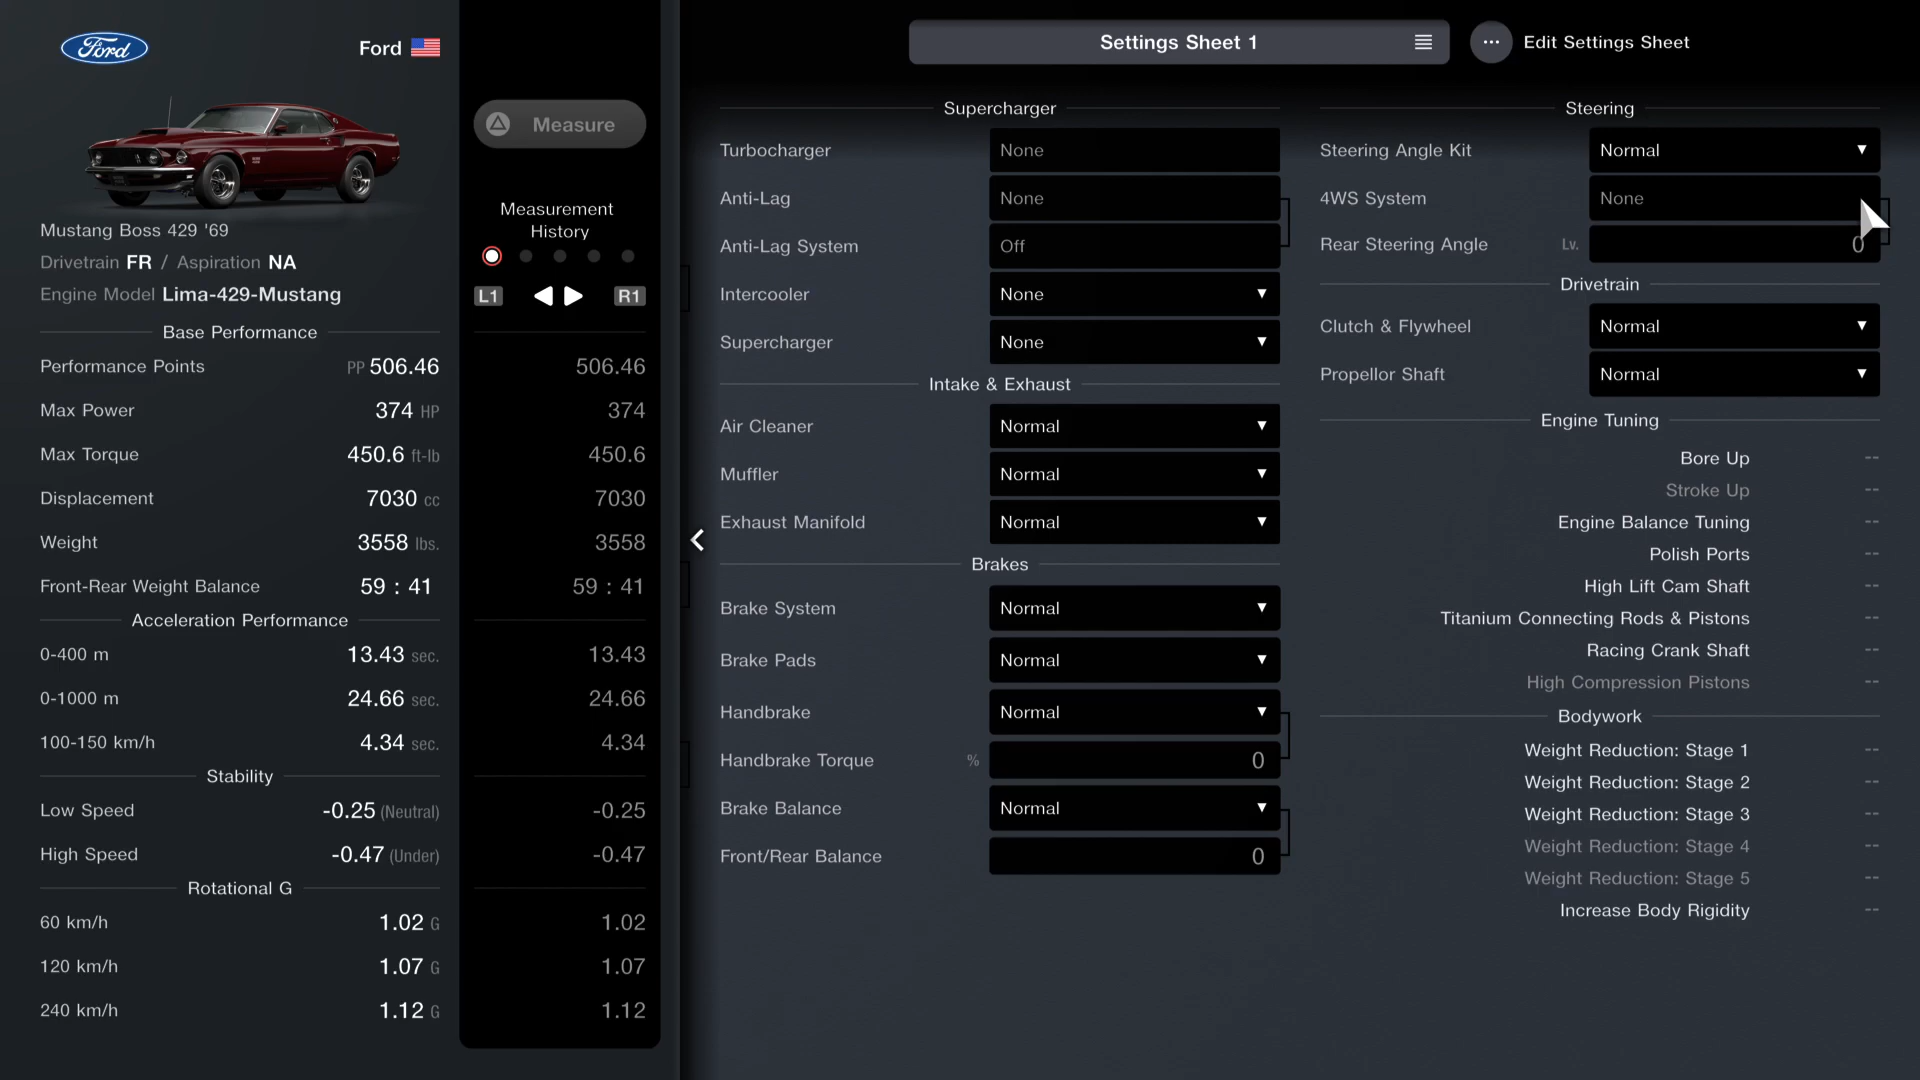 Ford
Ford
Mustang Boss 429 '69
Drivetrain FR / Aspiration NA
Engine Model Lima-429-Mustang
Base Performance
Performance Points PP 506.46
Max Power 374 HP
Max Torque 450.6 ft-lb
Displacement 7030 cc
Weight 3558 lbs.
Front-Rear Weight Balance 59 : 41
Acceleration Performance
0-400 m 13.43 sec.
0-1000 m 24.66 sec.
100-150 km/h 4.34 sec.
Stability
Low Speed -0.25 (Neutral)
High Speed -0.47 (Under)
Rotational G
60 km/h 1.02 G
120 km/h 1.07 G
240 km/h 1.12 G
Measure
Measurement
History
L1 R1
506.46
374
450.6
7030
3558
59 : 41
13.43
24.66
4.34
-0.25
-0.47
1.02
1.07
1.12
Settings Sheet 1
Edit Settings Sheet
Supercharger
Turbocharger None
Anti-Lag None
Anti-Lag System Off
Intercooler None
Supercharger None
Intake & Exhaust
Air Cleaner Normal
Muffler Normal
Exhaust Manifold Normal
Brakes
Brake System Normal
Brake Pads Normal
Handbrake Normal
Handbrake Torque % 0
Brake Balance Normal
Front/Rear Balance 0
Steering
Steering Angle Kit Normal
4WS System None
Rear Steering Angle Lv. 0
Drivetrain
Clutch & Flywheel Normal
Propellor Shaft Normal
Engine Tuning
Bore Up --
Stroke Up --
Engine Balance Tuning --
Polish Ports --
High Lift Cam Shaft --
Titanium Connecting Rods & Pistons --
Racing Crank Shaft --
High Compression Pistons --
Bodywork
Weight Reduction: Stage 1 --
Weight Reduction: Stage 2 --
Weight Reduction: Stage 3 --
Weight Reduction: Stage 4 --
Weight Reduction: Stage 5 --
Increase Body Rigidity --